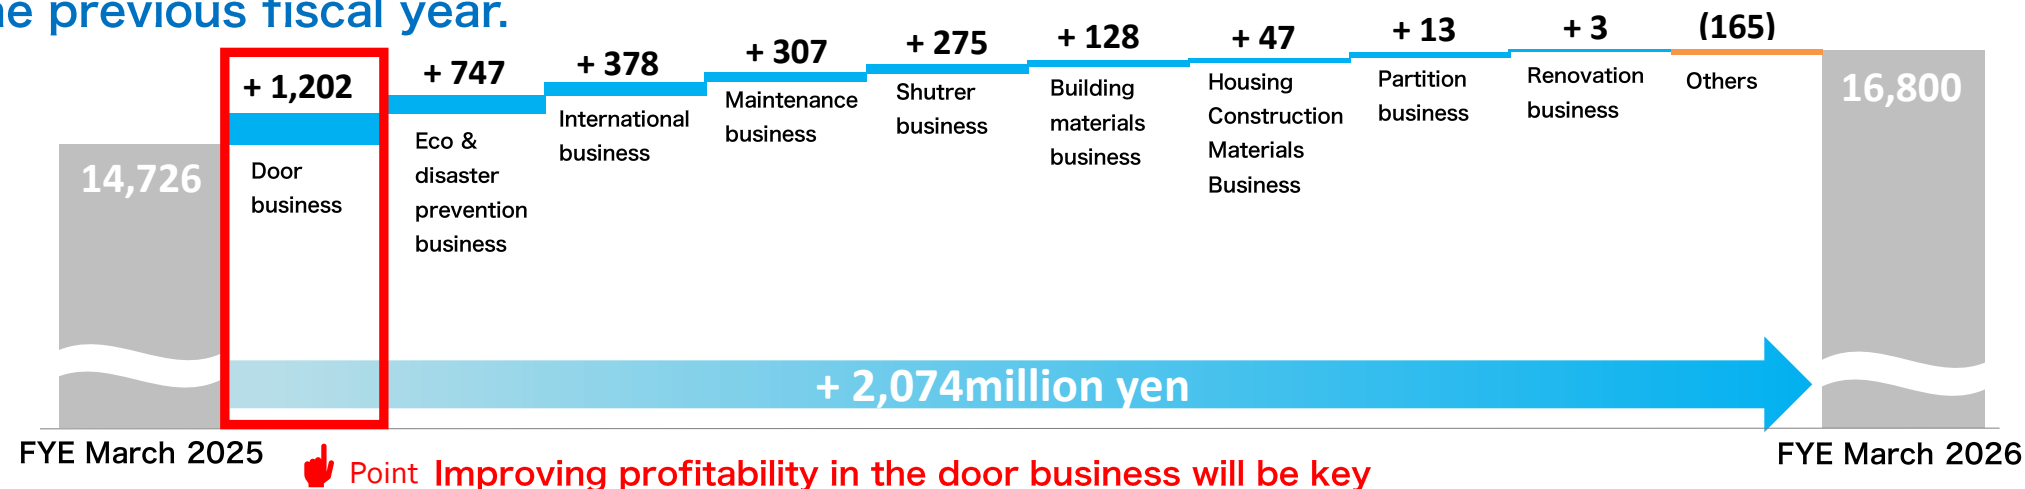 he previous fiscal year.
+ 1,202
+ 747
+ 378
+ 307
+ 275
+ 128
+ 47
+ 13
+ 3
(165)
14,726
Door
business
Eco &
disaster
prevention
business
International
business
Maintenance
business
Shutrer
business
Building
materials
business
Housing
Construction
Materials
Business
Partition
business
Renovation
business
Others
16,800
+ 2,074million yen
FYE March 2025
FYE March 2026
Point Improving profitability in the door business will be key